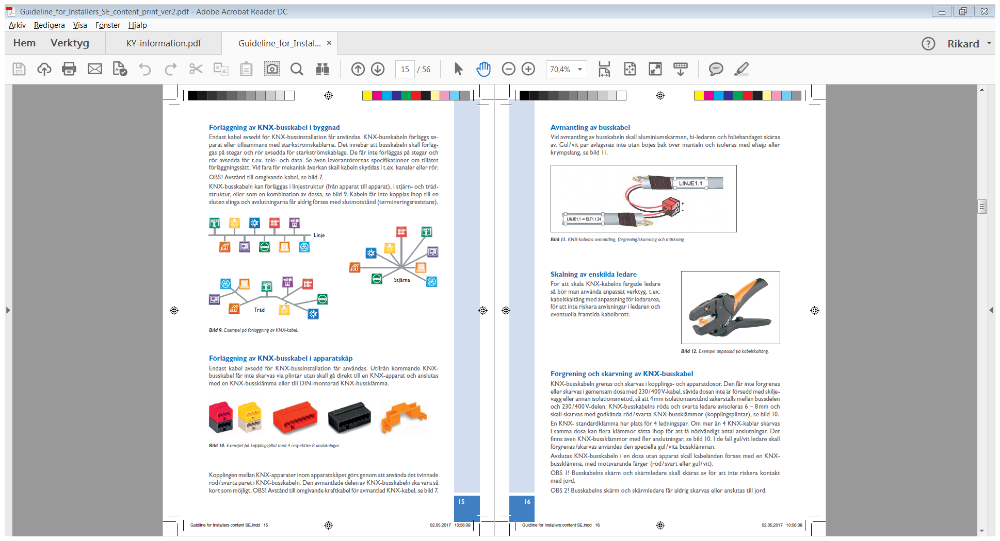 Guideline_for_Installers_SE_content_print_ver2.pdf - Adobe Acrobat Reader DC
Arkiv Redigera Visa Fönster Hjälp
Hem Verktyg KY-information.pdf Guideline_for_Instal... × Rikard
15 / 56 70,4%
Förläggning av KNX-busskabel i byggnad
Endast kabel avsedd för KNX-bussinstallation får användas. KNX-busskabeln förläggs se-
parat eller tillsammans med starkströmskablarna. Det innebär att busskabeln skall förläg-
gas på stegar och rör avsedda för starkströmskablage. De får inte förläggas på stegar och
rör avsedda för t.ex. tele- och data. Se även leverantörernas specifikationer om tillåtet
förläggningssätt. Vid fara för mekanisk åverkan skall kabeln skyddas i t.ex. kanaler eller rör.
OBS! Avstånd till omgivande kabel, se bild 7.
KNX-busskabeln kan förläggas i linjestruktur (från apparat till apparat), i stjärn- och träd-
struktur, eller som en kombination av dessa, se bild 9. Kabeln får inte kopplas ihop till en
sluten slinga och avslutningarna får aldrig förses med slutmotstånd (termineringsresistans).
Linje
Stjärna
Träd
Bild 9. Exempel på förläggning av KNX-kabel.
Förläggning av KNX-busskabel i apparatskåp
Endast kabel avsedd för KNX-bussinstallation får användas. Utifrån kommande KNX-
busskabel får inte skarvas via plintar utan skall gå direkt till en KNX-apparat och anslutas
med en KNX-bussklämma eller till DIN-monterad KNX-bussklämma.
Bild 10. Exempel på kopplingsplint med 4 respektive 8 anslutningar.
Kopplingen mellan KNX-apparater inom apparatskåpet görs genom att använda det tvinnade
röd/svarta paret i KNX-busskabeln. Den avmantlade delen av KNX-busskabeln ska vara så
kort som möjligt. OBS! Avstånd till omgivande kraftkabel för avmantlad KNX-kabel, se bild 7.
15
Guidline for Installers content SE.indd 15 02.05.2017 10:56:38
Avmantling av busskabel
Vid avmantling av busskabeln skall aluminiumskärmen, bi-ledaren och foliebandaget skäras
av. Gul/vit par avlägsnas inte utan böjes bak över manteln och isoleras med eltejp eller
krympslang, se bild 11.
LINJE1.1
+
-
LINJE1.1 -> DLT1.1.24
Bild 11. KNX-kabelns avmantling, förgrening/skarvning och märkning.
Skalning av enskilda ledare
För att skala KNX-kabelns färgade ledare
så bör man använda anpassat verktyg, t.ex.
kabelskaltång med anpassning för ledararea,
för att inte riskera anvisningar i ledaren och
eventuella framtida kabelbrott.
Bild 12. Exempel anpassad på kabelskaltång.
Förgrening och skarvning av KNX-busskabel
KNX-busskabeln grenas och skarvas i kopplings- och apparatdosor. Den får inte förgrenas
eller skarvas i gemensam dosa med 230/400 V-kabel, såvida dosan inte är försedd med skilje-
vägg eller annan isolationsmetod, så att 4 mm isolationsavstånd säkerställs mellan bussdelen
och 230/400 V-delen. KNX-busskabelns röda och svarta ledare avisoleras 6 – 8 mm och
skall skarvas med godkända röd/svarta KNX-bussklämmor (kopplingsplintar), se bild 10.
En KNX- standardklämma har plats för 4 ledningspar. Om mer än 4 KNX-kablar skarvas
i samma dosa kan flera klämmor sätta ihop för att få nödvändigt antal anslutningar. Det
finns även KNX-bussklämmor med fler anslutningar, se bild 10. I de fall gul/vit ledare skall
förgrenas/skarvas användes den speciella gul/vita bussklämman.
Avslutas KNX-busskabeln i en dosa utan apparat skall kabeländen förses med en KNX-
bussklämma, med motsvarande färger (röd/svart eller gul/vit).
OBS 1! Busskabelns skärm och skärmledare skall skäras av för att inte riskera kontakt
med jord.
OBS 2! Busskabelns skärm och skärmledare får aldrig skarvas eller anslutas till jord.
16
Guidline for Installers content SE.indd 16 02.05.2017 10:56:38